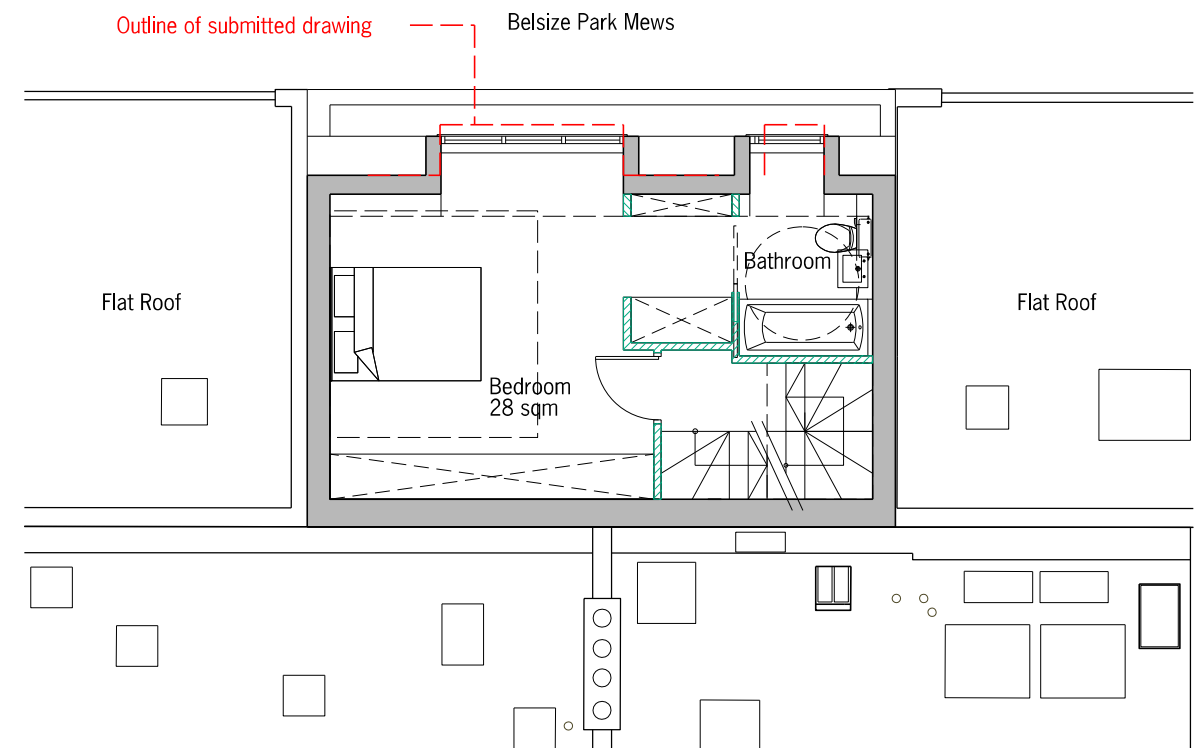 Outline of submitted drawing
Belsize Park Mews
Flat Roof
Bathroom
Flat Roof
Bedroom
28 sqm